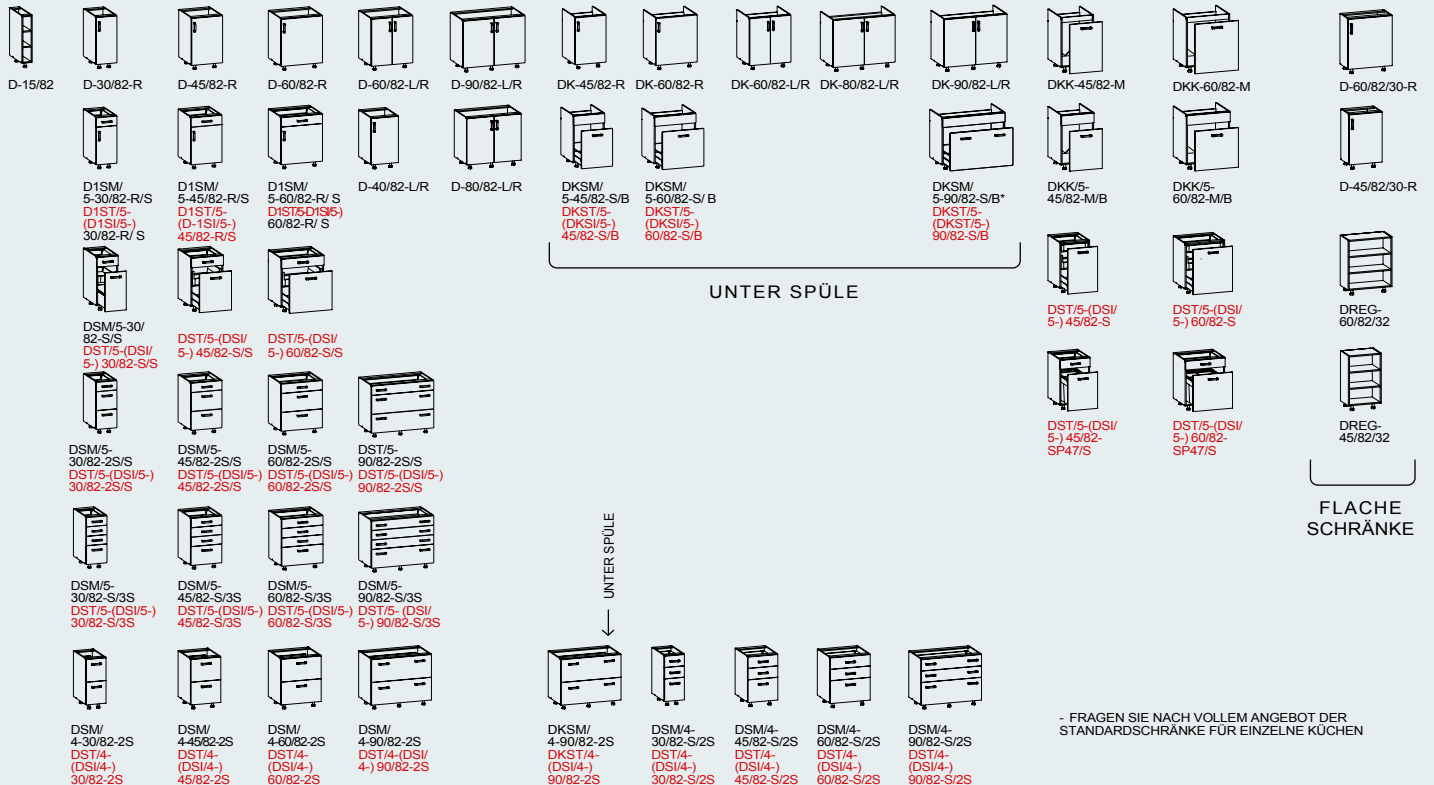 D-15/82
D-30/82-R
D-45/82-R
D-60/82-R
D-60/82-L/R
D-90/82-L/R
DK-45/82-R
DK-60/82-R
DK-60/82-L/R
DK-80/82-L/R
DK-90/82-L/R
DKK-45/82-M
DKK-60/82-M
D-60/82/30-R
D1SM/
5-30/82-R/S
D1ST/5-
(D1SI/5-)
30/82-R/ S
D1SM/
5-45/82-R/S
D1ST/5-
(D-1SI/5-)
45/82-R/S
D1SM/
5-60/82-R/ S
D1ST/5-D1SI/5-)
60/82-R/ S
D-40/82-L/R
D-80/82-L/R
DKSM/
5-45/82-S/B
DKST/5-
(DKSI/5-)
45/82-S/B
DKSM/
5-60/82-S/ B
DKST/5-
(DKSI/5-)
60/82-S/B
DKSM/
5-90/82-S/B*
DKST/5-
(DKST/5-)
90/82-S/B
DKK/5-
45/82-M/B
DKK/5-
60/82-M/B
D-45/82/30-R
UNTER SPÜLE
DSM/5-30/
82-S/S
DST/5-(DSI/
5-) 30/82-S/S
DST/5-(DSI/
5-) 45/82-S/S
DST/5-(DSI/
5-) 60/82-S/S
DST/5-(DSI/
5-) 45/82-S
DST/5-(DSI/
5-) 60/82-S
DREG-
60/82/32
DSM/5-
30/82-2S/S
DST/5-(DSI/5-)
30/82-2S/S
DSM/5-
45/82-2S/S
DST/5-(DSI/5-)
45/82-2S/S
DSM/5-
60/82-2S/S
DST/5-(DSI/5-)
60/82-2S/S
DST/5-
90/82-2S/S
DST/5-(DSI/5-)
90/82-2S/S
DST/5-(DSI/
5-) 45/82-
SP47/S
DST/5-(DSI/
5-) 60/82-
SP47/S
DREG-
45/82/32
FLACHE
SCHRÄNKE
DSM/5-
30/82-S/3S
DST/5-(DSI/5-)
30/82-S/3S
DSM/5-
45/82-S/3S
DST/5-(DSI/5-)
45/82-S/3S
DSM/5-
60/82-S/3S
DST/5-(DSI/5-)
60/82-S/3S
DSM/5-
90/82-S/3S
DST/5- (DSI/
5-) 90/82-S/3S
UNTER SPÜLE
DSM/
4-30/82-2S
DST/4-
(DSI/4-)
30/82-2S
DSM/
4-45/82-2S
DST/4-
(DSI/4-)
45/82-2S
DSM/
4-60/82-2S
DST/4-
(DSI/4-)
60/82-2S
DSM/
4-90/82-2S
DST/4-(DSI/
4-) 90/82-2S
DKSM/
4-90/82-2S
DKST/4-
(DSI/4-)
90/82-2S
DSM/4-
30/82-S/2S
DST/4-
(DSI/4-)
30/82-S/2S
DSM/4-
45/82-S/2S
DST/4-
(DSI/4-)
45/82-S/2S
DSM/4-
60/82-S/2S
DST/4-
(DSI/4-)
60/82-S/2S
DSM/4-
90/82-S/2S
DST/4-
(DSI/4-)
90/82-S/2S
- FRAGEN SIE NACH VOLLEM ANGEBOT DER
STANDARDSCHRÄNKE FÜR EINZELNE KÜCHEN